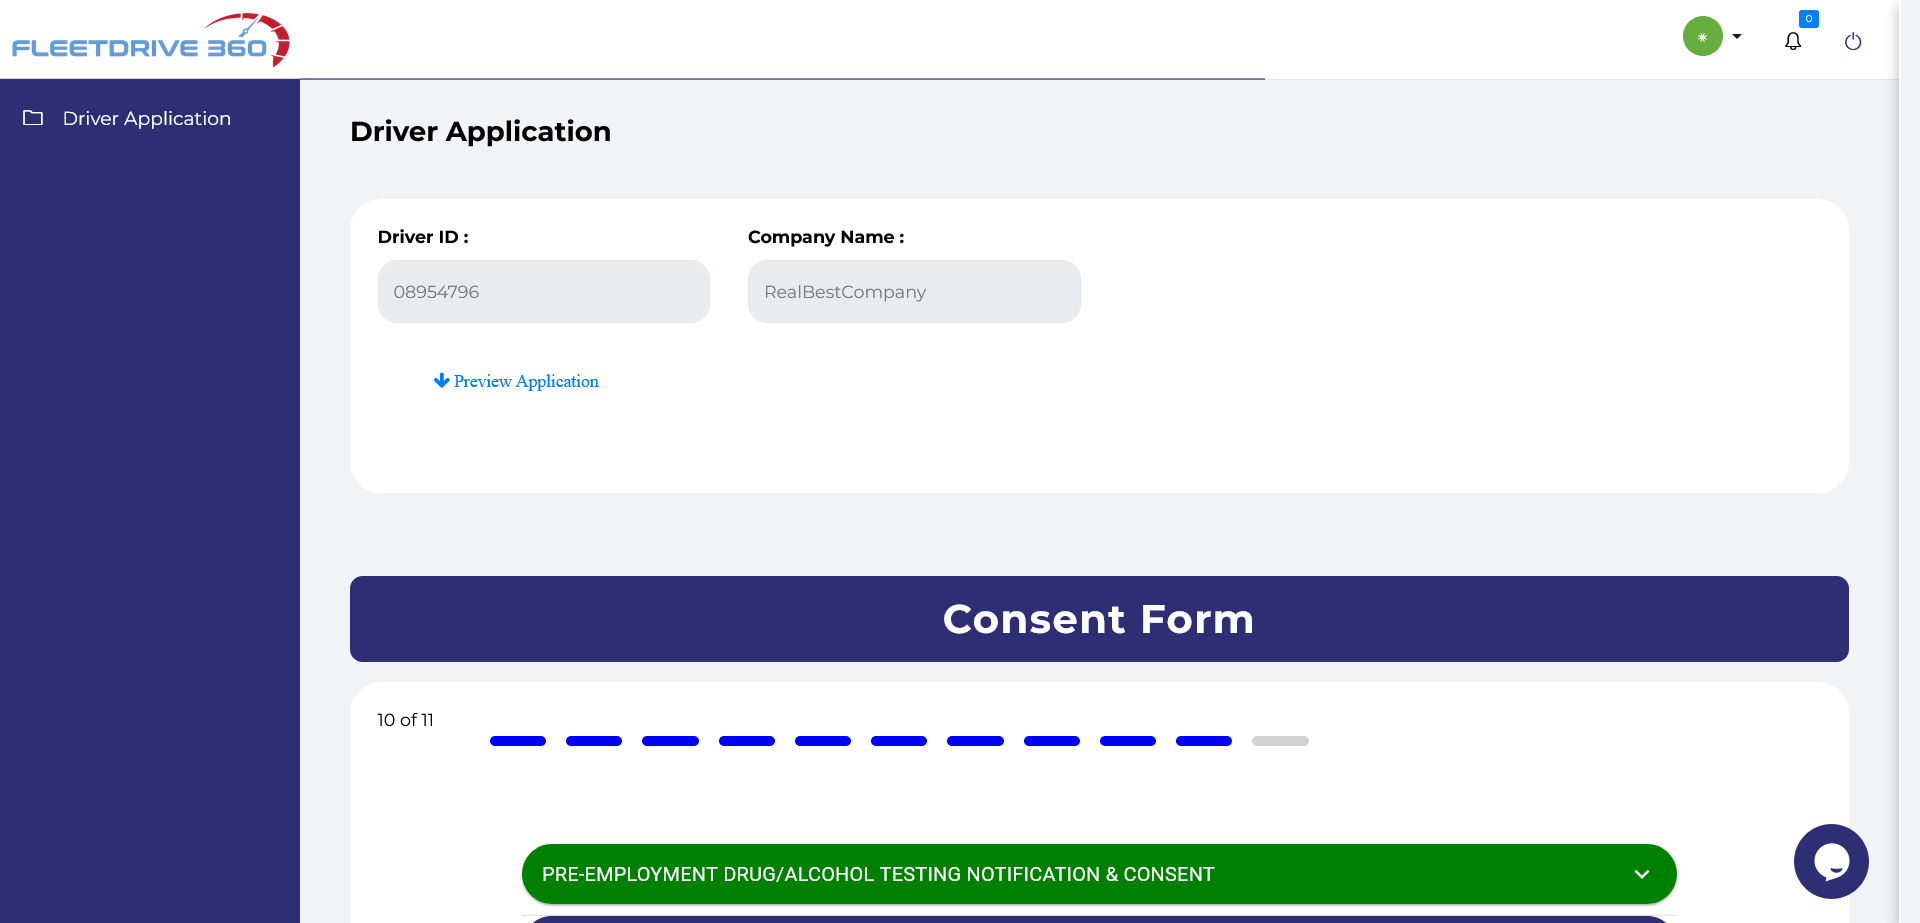 FLEETDRIVE 360
0
Driver Application
Driver Application
Driver ID :
Company Name :
08954796
RealBestCompany
Preview Application
Consent Form
10 of 11
PRE-EMPLOYMENT DRUG/ALCOHOL TESTING NOTIFICATION & CONSENT